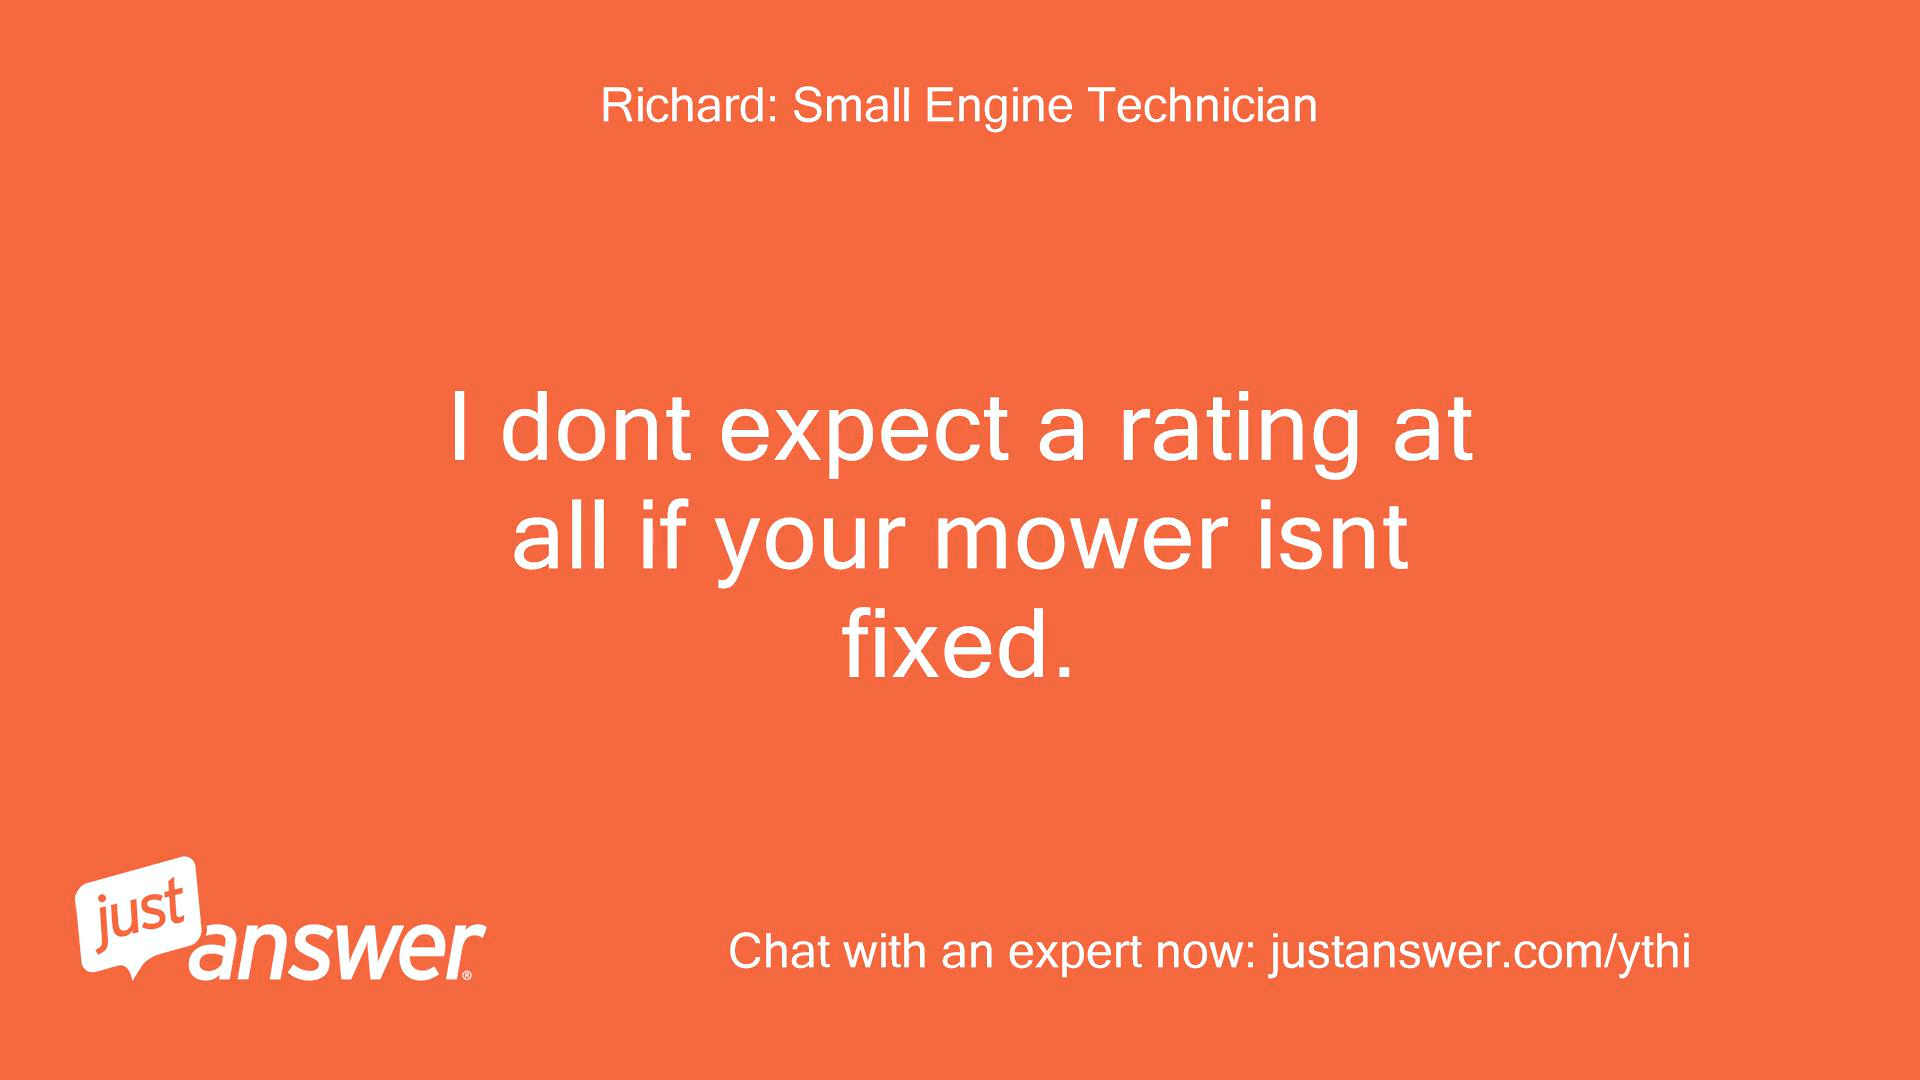 Richard: Small Engine Technician
I dont expect a rating at
all if your mower isnt
fixed.
just
answer®
Chat with an expert now: justanswer.com/ythi